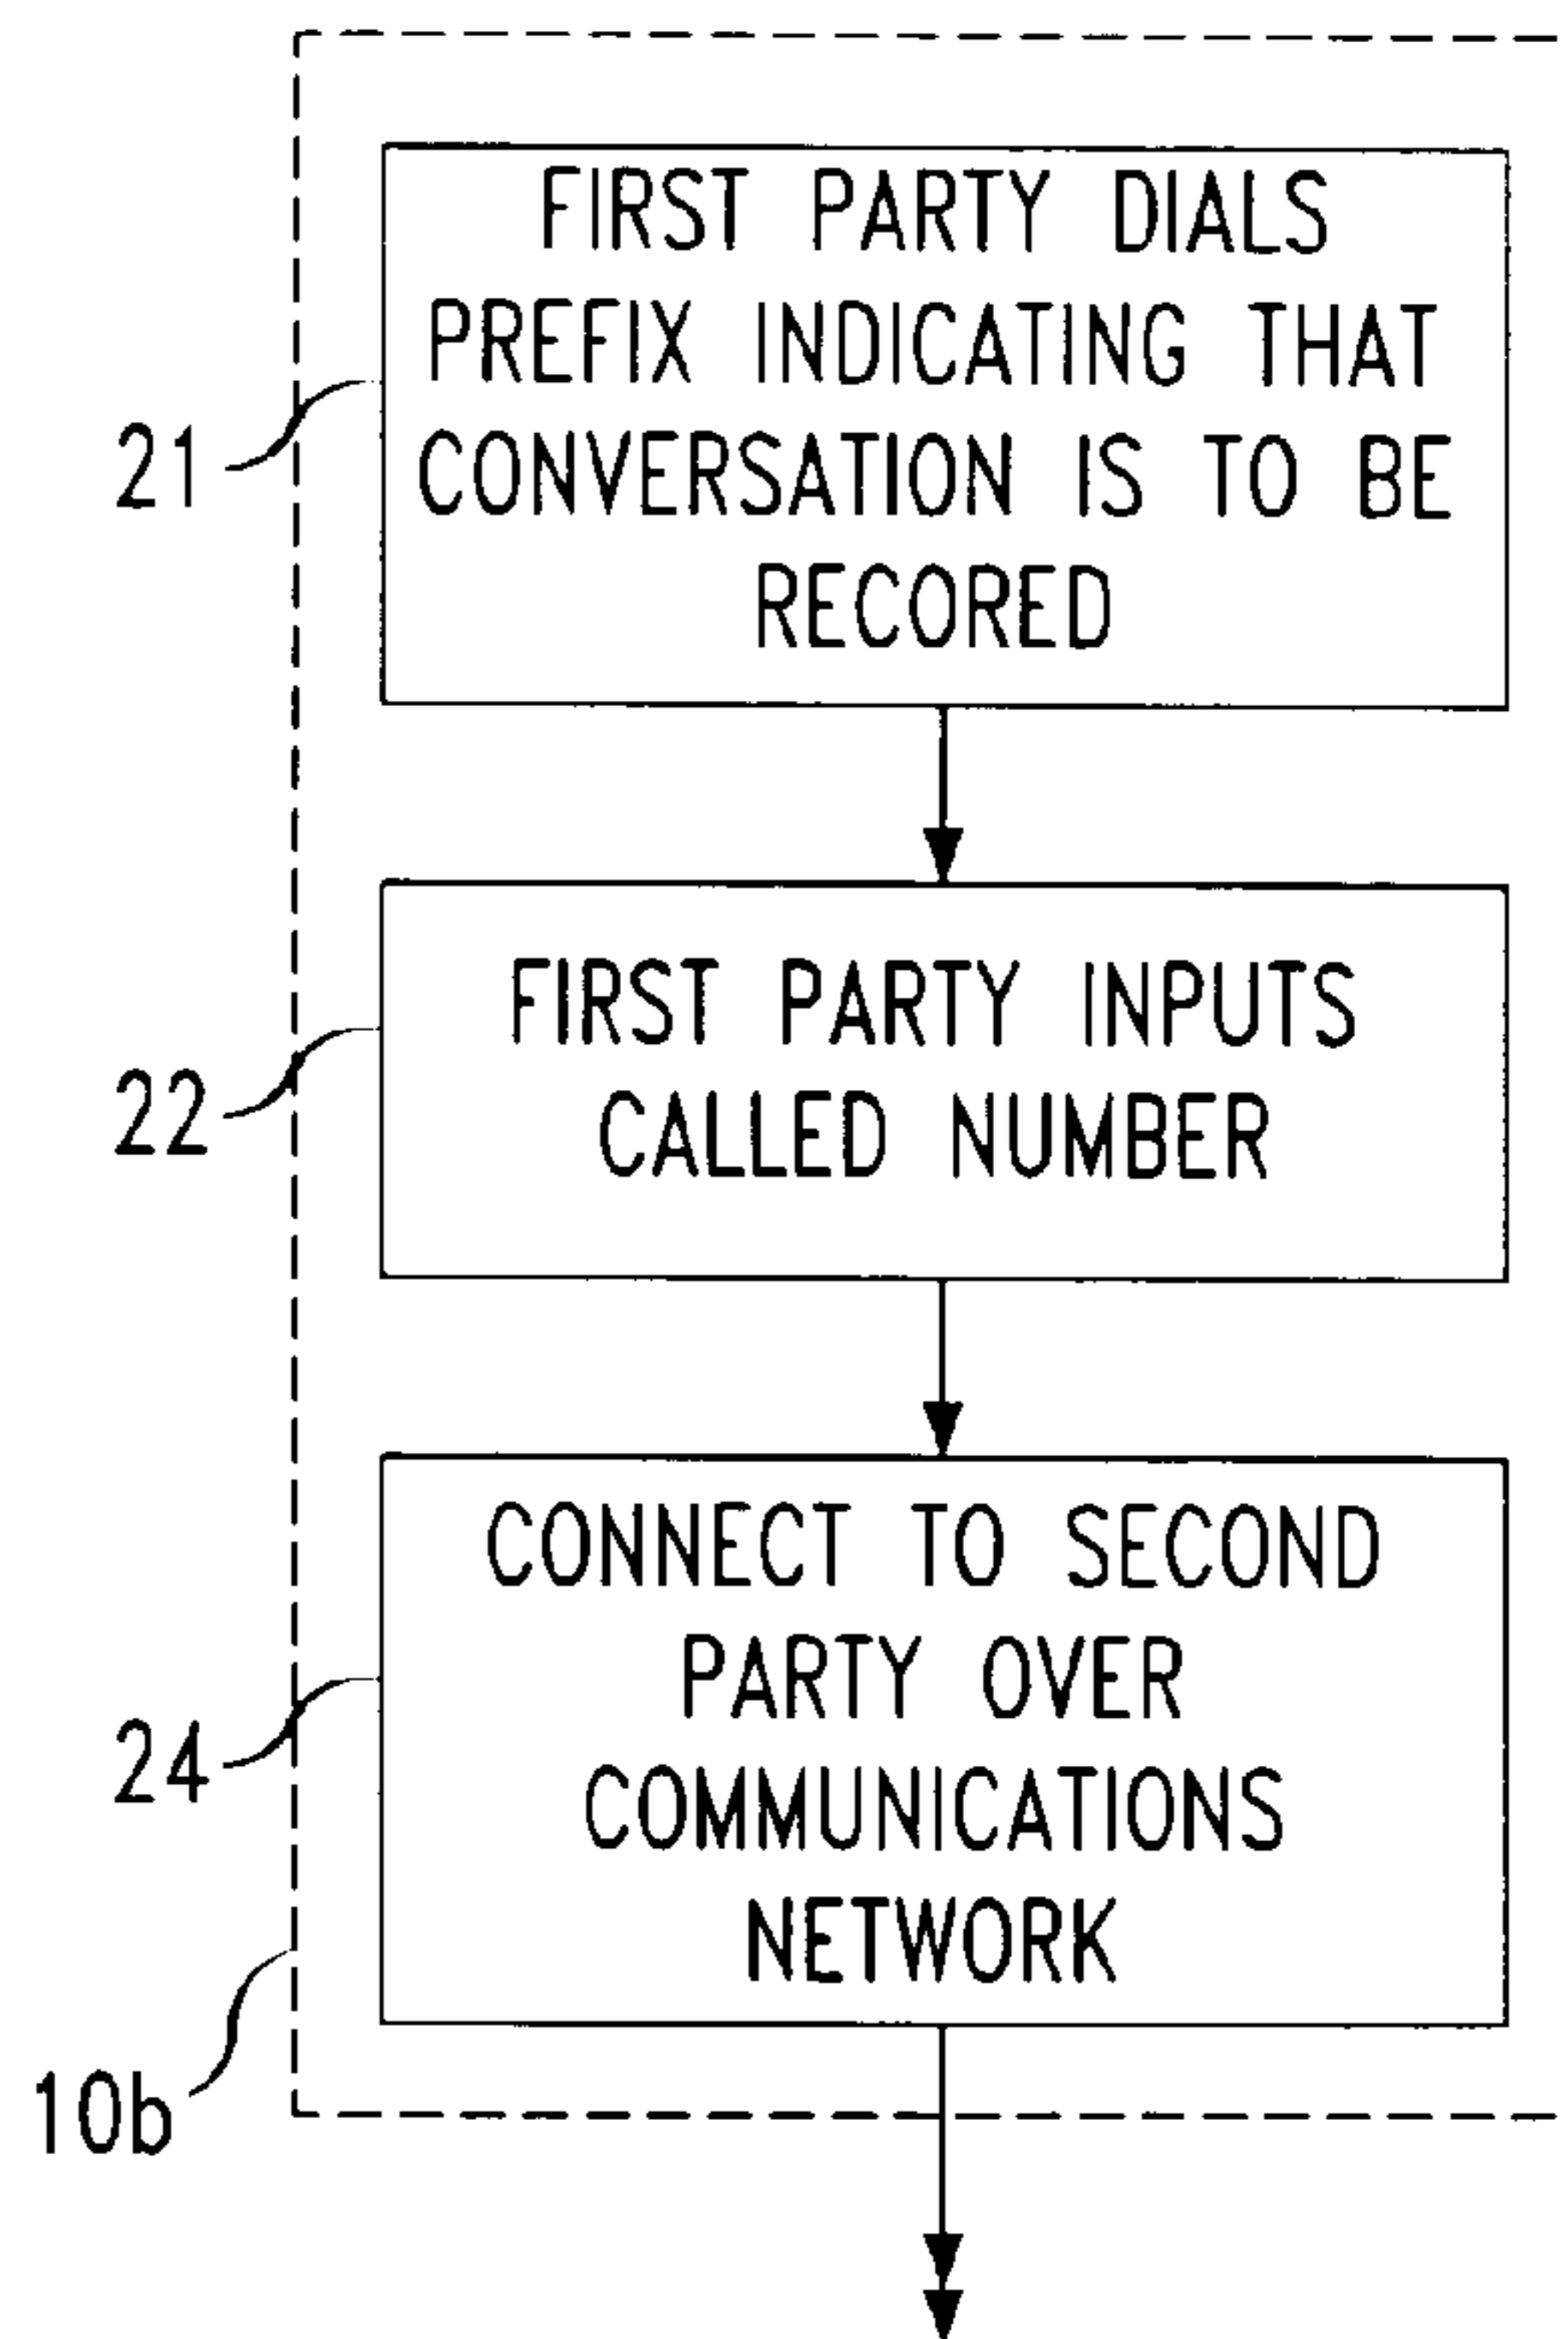 FIRST PARTY DIALS
PREFIX INDICATING THAT
CONVERSATION IS TO BE
RECORED
21
FIRST PARTY INPUTS
CALLED NUMBER
22
CONNECT TO SECOND
PARTY OVER
COMMUNICATIONS
NETWORK
24
10b